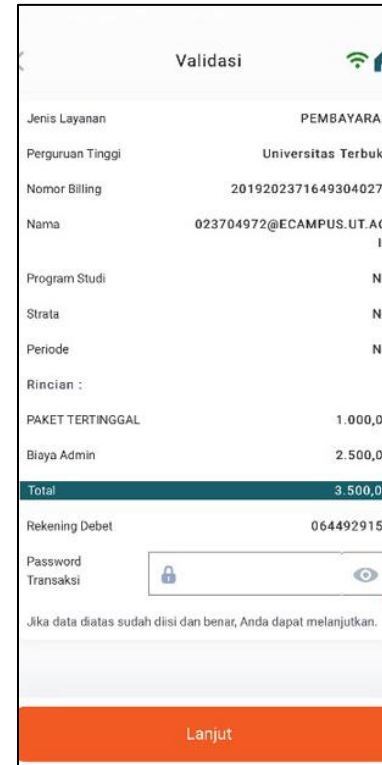 Validasi
Jenis Layanan PEMBAYARA
Perguruan Tinggi Universitas Terbuk
Nomor Billing 2019202371649304027
Nama 023704972@ECAMPUS.UT.AC
I
Program Studi N
Strata N
Periode N
Rincian :
PAKET TERTINGGAL 1.000,0
Biaya Admin 2.500,0
Total 3.500,0
Rekening Debet 064492915
Password
Transaksi
Jika data diatas sudah diisi dan benar, Anda dapat melanjutkan.
Lanjut